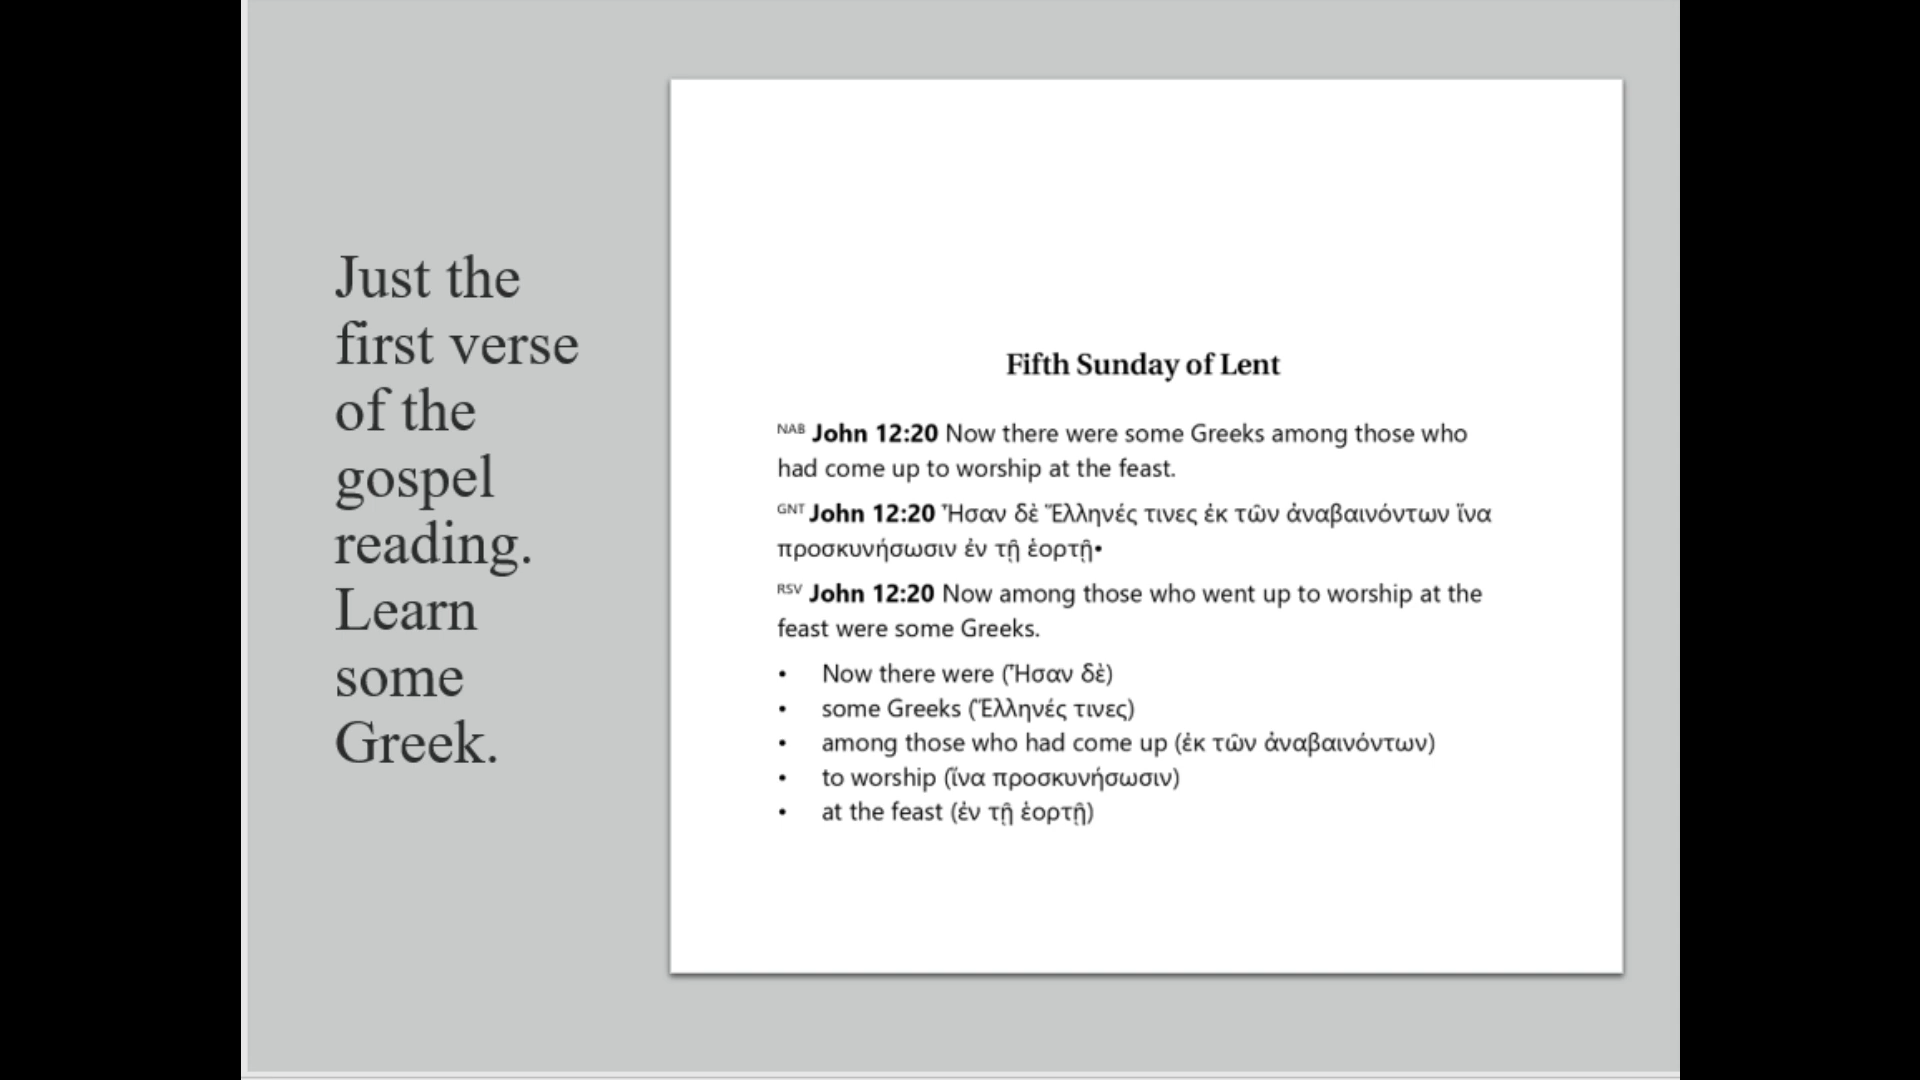 Just the
first verse
of the
gospel
reading.
Learn
some
Greek.
Fifth Sunday of Lent
NAB John 12:20 Now there were some Greeks among those who
had come up to worship at the feast.
GNT John 12:20 Ἦσαν δὲ Ἕλληνές τινες ἐκ τῶν ἀναβαινόντων ἵνα
προσκυνήσωσιν ἐν τῇ ἑορτῇ•
RSV John 12:20 Now among those who went up to worship at the
feast were some Greeks.
• Now there were (Ἦσαν δὲ)
• some Greeks (Ἕλληνές τινες)
• among those who had come up (ἐκ τῶν ἀναβαινόντων)
• to worship (ἵνα προσκυνήσωσιν)
• at the feast (ἐν τῇ ἑορτῇ)